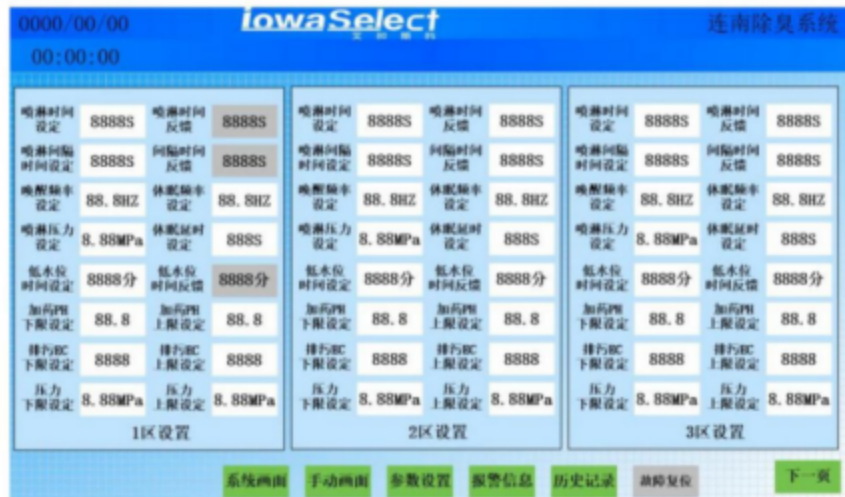 0000/00/00
iowaSelect
艾尔赛科
连南除臭系统
00:00:00
喷淋时间设定 8888S 喷淋时间反馈 8888S
喷淋间隔时间设定 8888S 间隔时间反馈 8888S
唤醒频率设定 88.8HZ 休眠频率设定 88.8HZ
喷淋压力设定 8.88MPa 休眠延时设定 888S
低水位时间设定 8888分 低水位时间反馈 8888分
加药PH下限设定 88.8 加药PH上限设定 88.8
排污EC下限设定 8888 排污EC上限设定 8888
压力下限设定 8.88MPa 压力上限设定 8.88MPa
1区设置
喷淋时间设定 8888S 喷淋时间反馈 8888S
喷淋间隔时间设定 8888S 间隔时间反馈 8888S
唤醒频率设定 88.8HZ 休眠频率设定 88.8HZ
喷淋压力设定 8.88MPa 休眠延时设定 888S
低水位时间设定 8888分 低水位时间反馈 8888分
加药PH下限设定 88.8 加药PH上限设定 88.8
排污EC下限设定 8888 排污EC上限设定 8888
压力下限设定 8.88MPa 压力上限设定 8.88MPa
2区设置
喷淋时间设定 8888S 喷淋时间反馈 8888S
喷淋间隔时间设定 8888S 间隔时间反馈 8888S
唤醒频率设定 88.8HZ 休眠频率设定 88.8HZ
喷淋压力设定 8.88MPa 休眠延时设定 888S
低水位时间设定 8888分 低水位时间反馈 8888分
加药PH下限设定 88.8 加药PH上限设定 88.8
排污EC下限设定 8888 排污EC上限设定 8888
压力下限设定 8.88MPa 压力上限设定 8.88MPa
3区设置
系统画面 手动画面 参数设置 报警信息 历史记录 故障复位 下一页